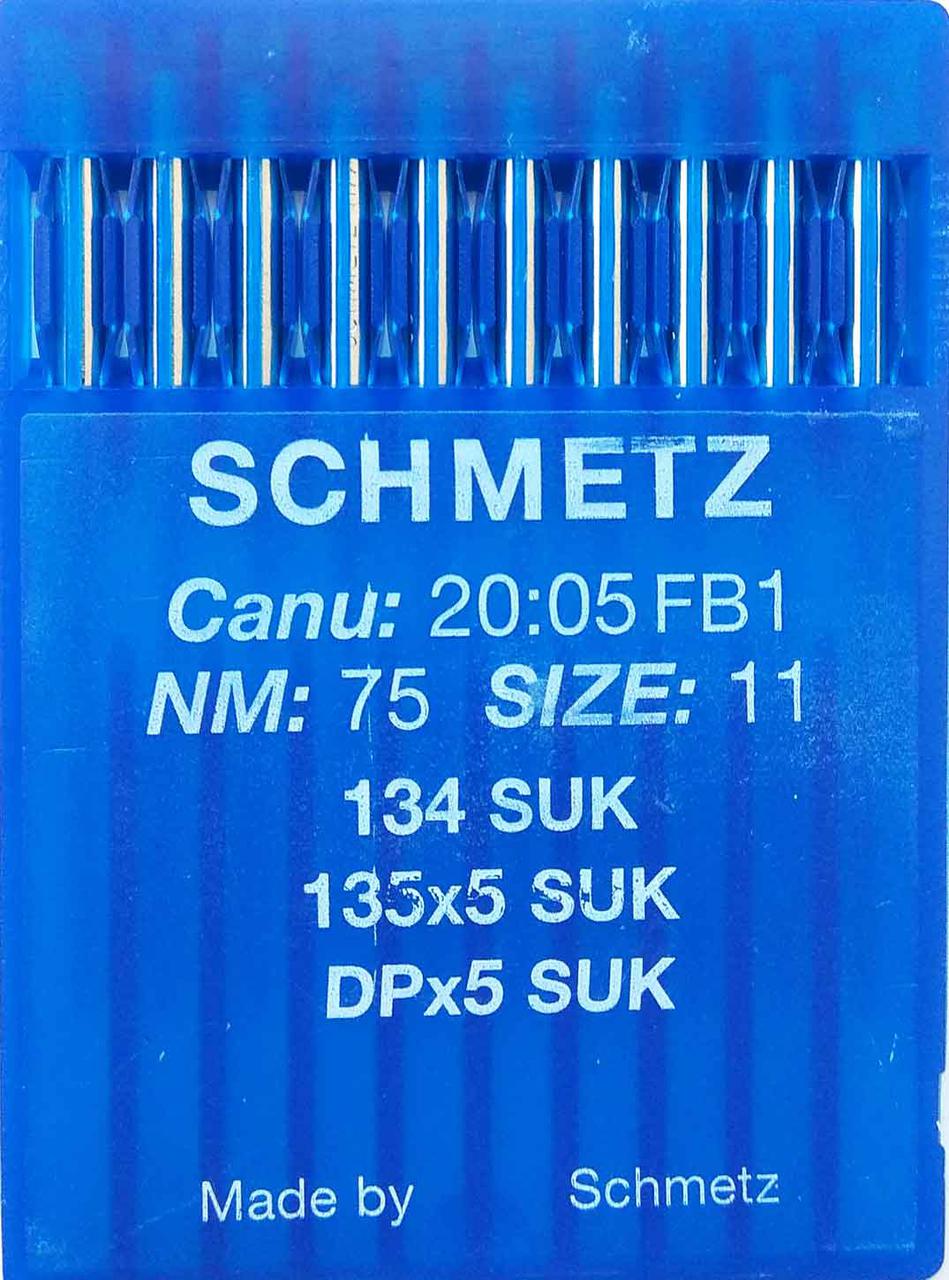 SCHMETZ
Canu: 20:05 FB1
NM: 75 SIZE: 11
134 SUK
135x5 SUK
DPx5 SUK
Made by Schmetz